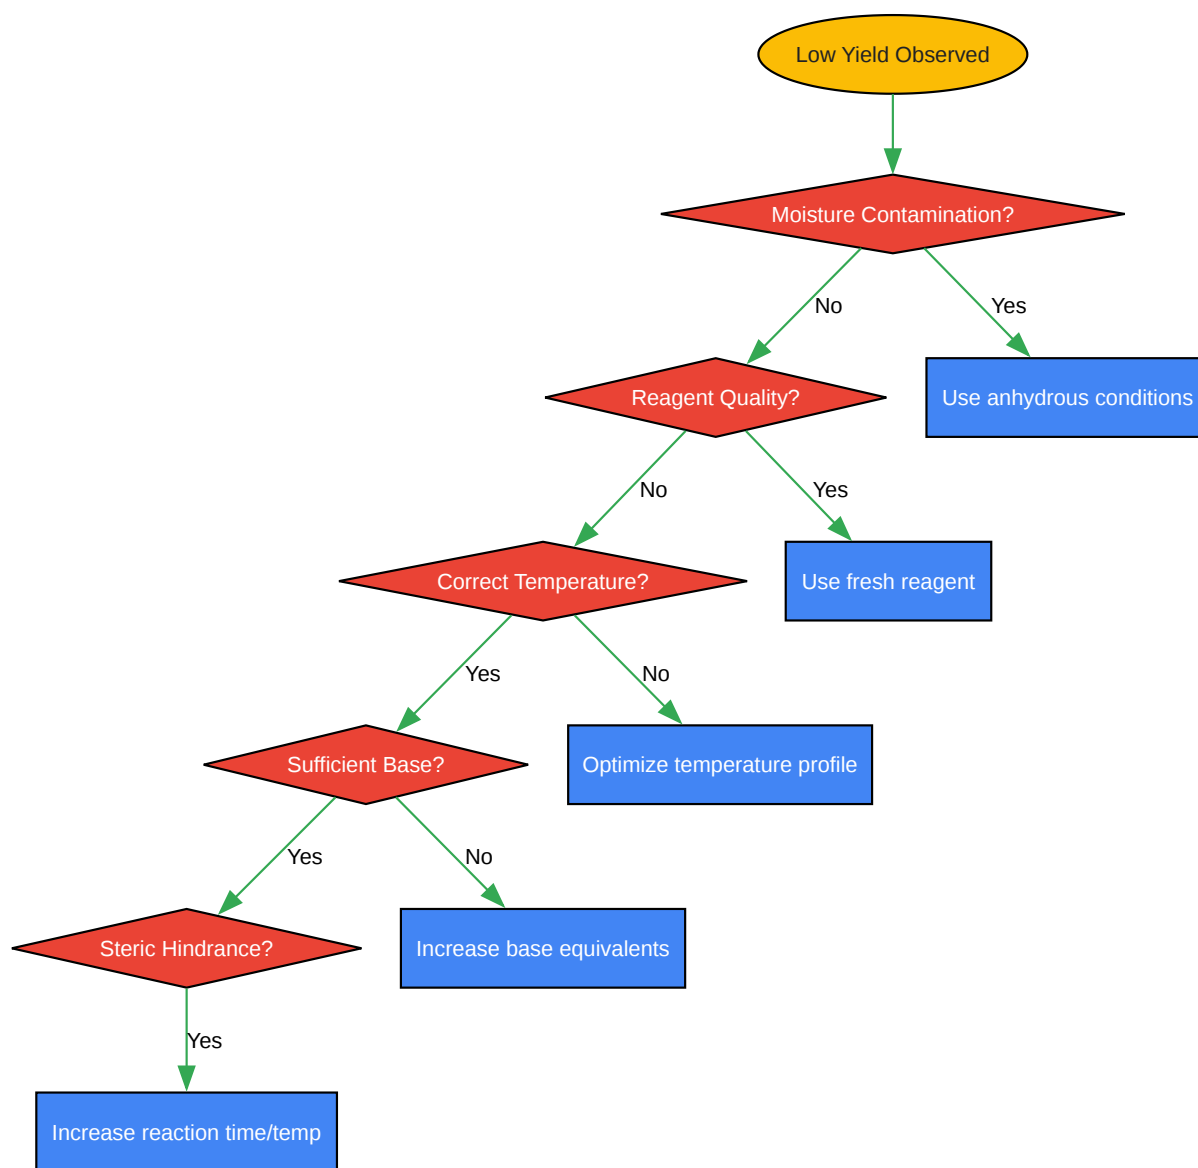 Low Yield Observed
Moisture Contamination?
No
Yes
Reagent Quality?
Use anhydrous conditions
No
Yes
Correct Temperature?
Use fresh reagent
Yes
No
Sufficient Base?
Optimize temperature profile
Yes
No
Steric Hindrance?
Increase base equivalents
Yes
Increase reaction time/temp